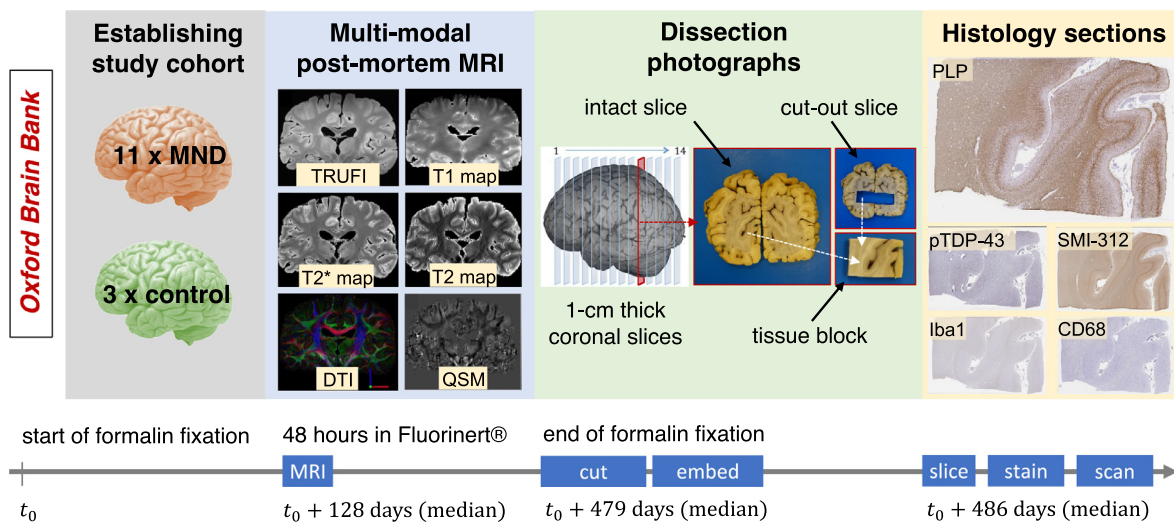 Oxford Brain Bank
Establishing
study cohort
11 x MND
3 x control
Multi-modal
post-mortem MRI
TRUFI
T1 map
T2* map
T2 map
DTI
QSM
Dissection
photographs
intact slice
cut-out slice
1
14
1-cm thick
coronal slices
tissue block
Histology sections
PLP
pTDP-43
SMI-312
Iba1
CD68
start of formalin fixation
48 hours in Fluorinert®
end of formalin fixation
MRI
cut
embed
slice
stain
scan
t₀
t₀ + 128 days (median)
t₀ + 479 days (median)
t₀ + 486 days (median)